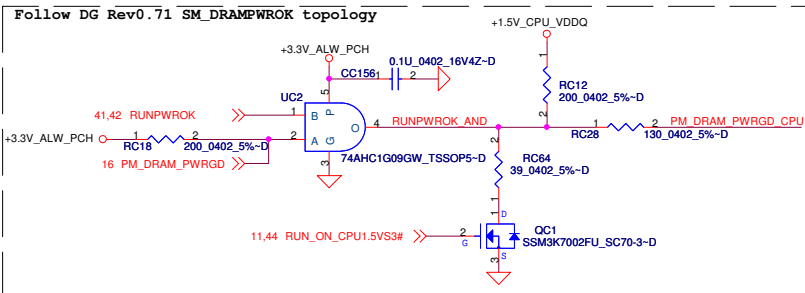 Follow DG Rev0.71 SM_DRAMPWROK topology
+1.5V_CPU_VDDQ
+3.3V_ALW_PCH
0.1U_0402_16V4Z~D
CC156 1 2
1
RC12
200_0402_5%~D
2
UC2
5
41,42 RUNPWROK
1 B P
O 4 RUNPWROK_AND
+3.3V_ALW_PCH 1 2 2 A G
RC18 200_0402_5%~D
16 PM_DRAM_PWRGD
3
74AHC1G09GW_TSSOP5~D
1 2 PM_DRAM_PWRGD_CPU
RC28 130_0402_5%~D
2
RC64
39_0402_5%~D
1
1 D
11,44 RUN_ON_CPU1.5VS3# 2
G
QC1
SSM3K7002FU_SC70-3~D
S
3